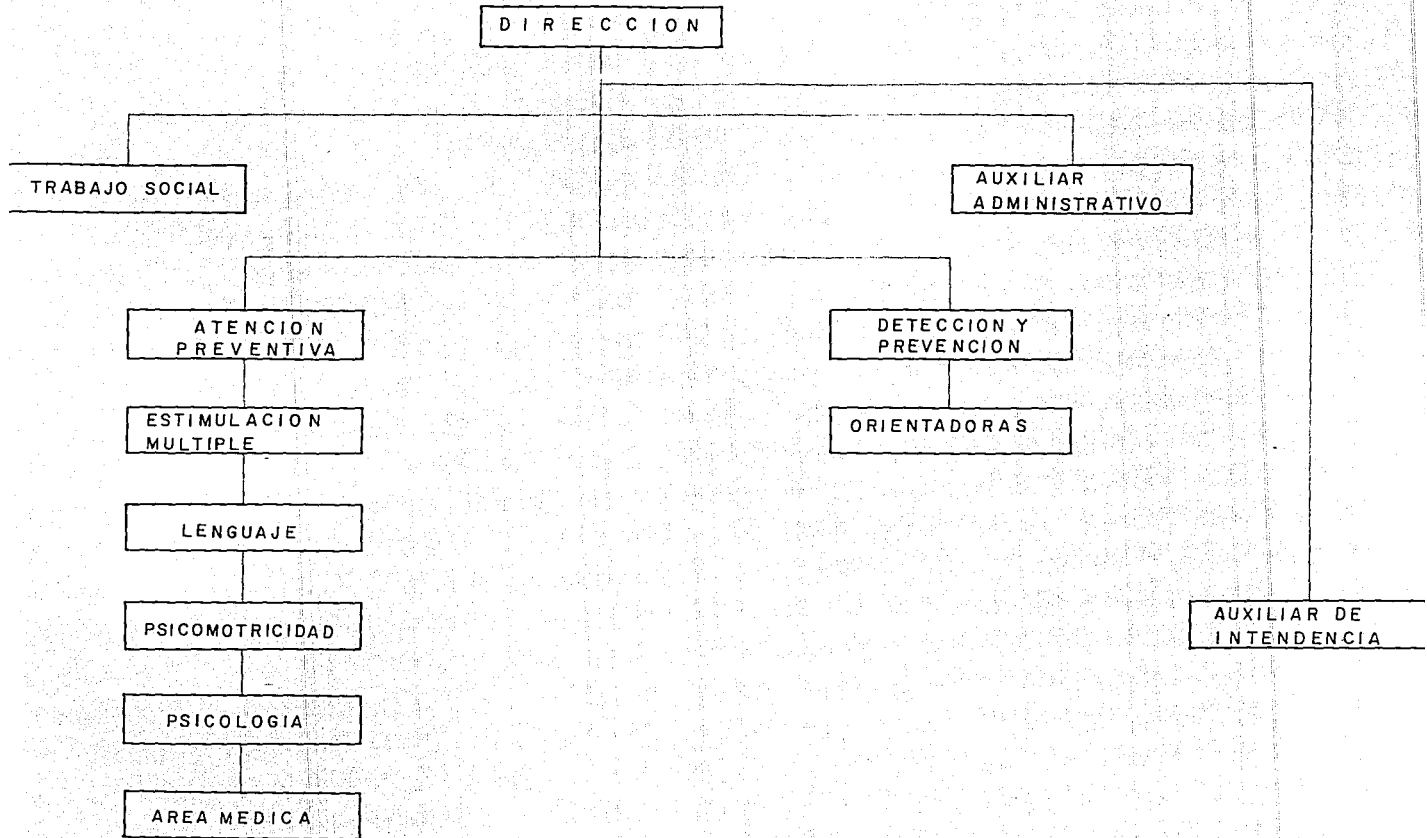 DIRECCION
TRABAJO SOCIAL
AUXILIAR
ADMINISTRATIVO
ATENCION
PREVENTIVA
DETECCION Y
PREVENCION
ESTIMULACION
MULTIPLE
ORIENTADORAS
LENGUAJE
PSICOMOTRICIDAD
AUXILIAR DE
INTENDENCIA
PSICOLOGIA
AREA MEDICA